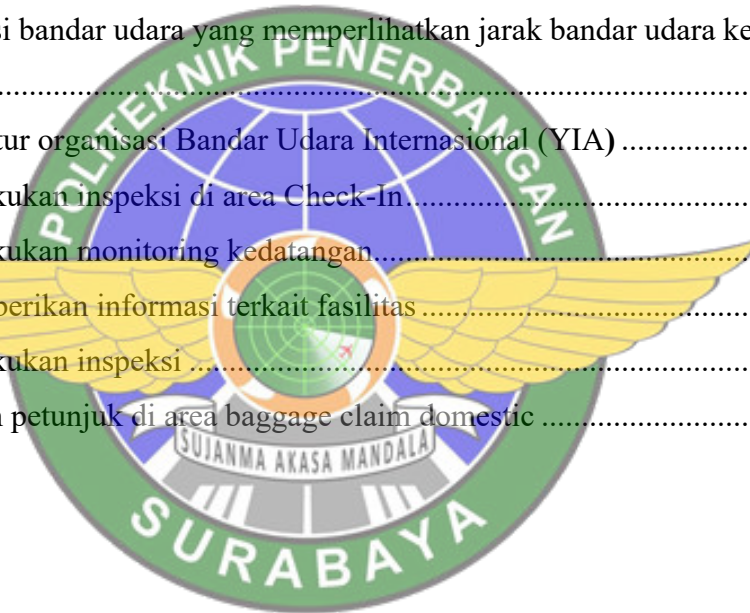 si bandar udara yang memperlihatkan jarak bandar udara ke
....................................................................................................
tur organisasi Bandar Udara Internasional (YIA) ................
kukan inspeksi di area Check-In.............................................
kukan monitoring kedatangan................................................
berikan informasi terkait fasilitas ..........................................
kukan inspeksi ........................................................................
n petunjuk di area baggage claim domestic ..........................
POLITEKNIK PENERBANGAN
SUJANMA AKASA MANDALA
SURABAYA